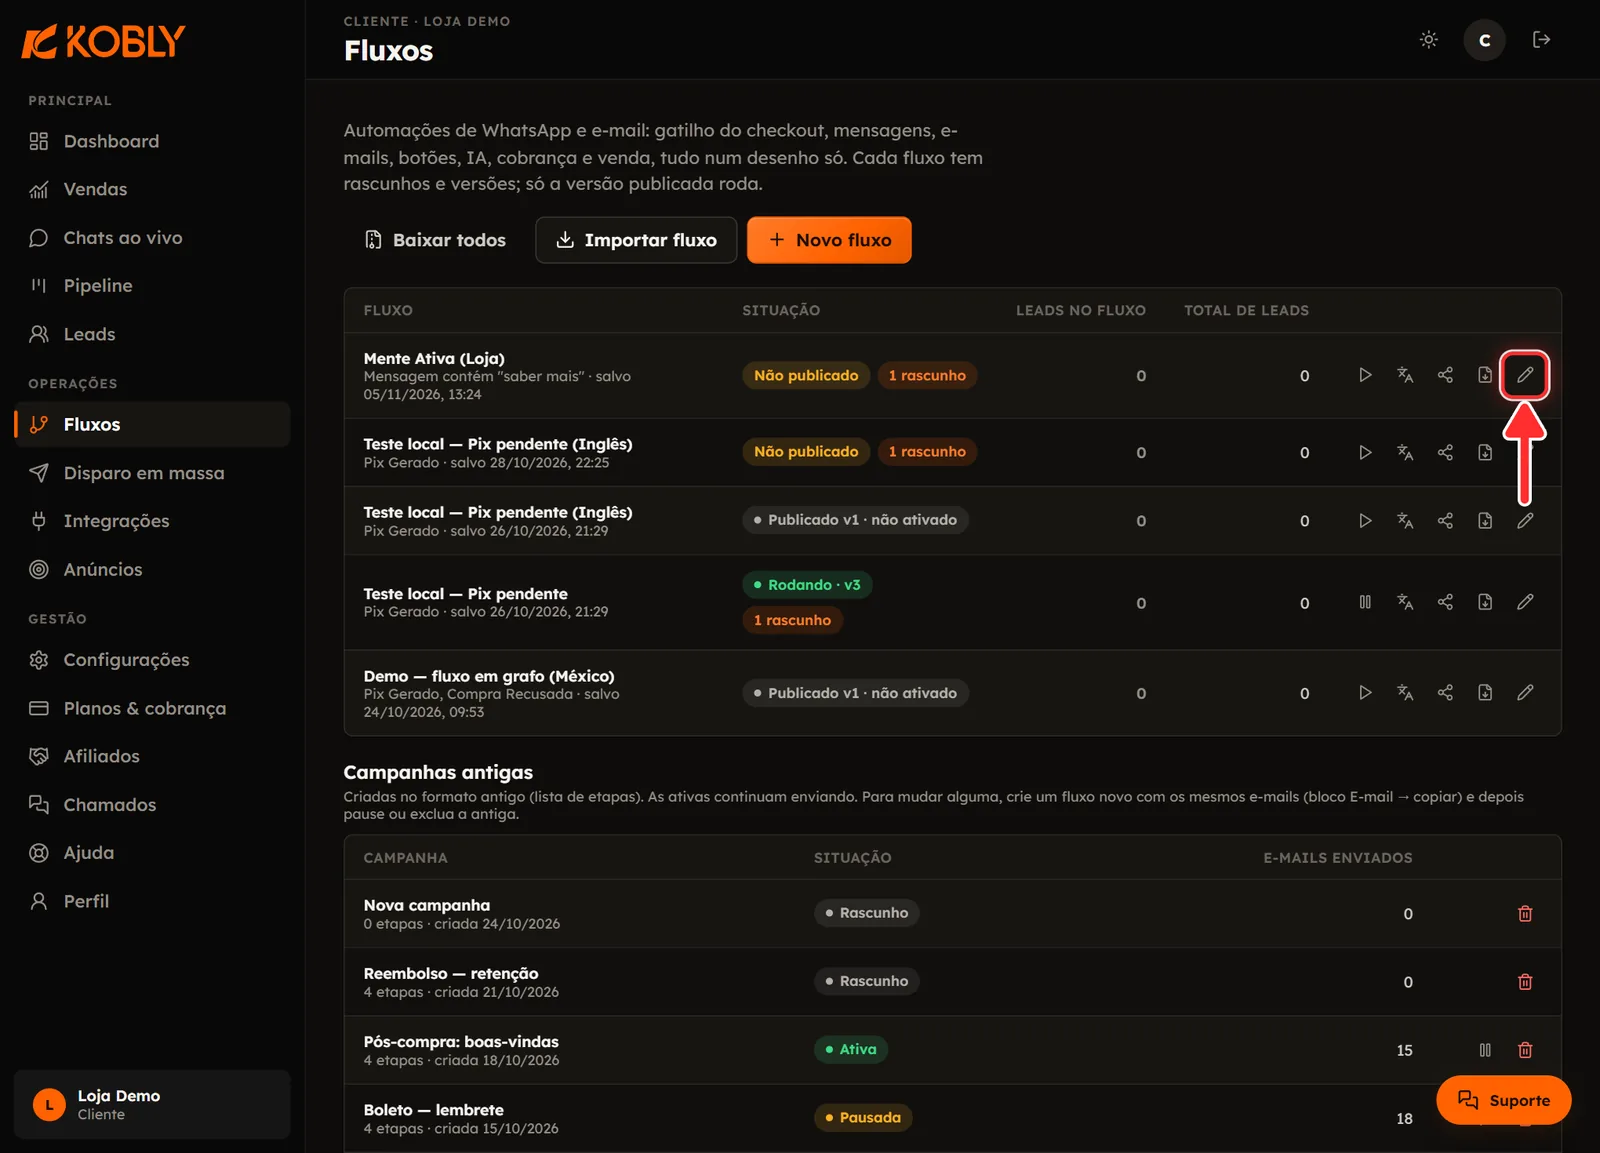 KOBLY
CLIENTE · LOJA DEMO
Fluxos
C
PRINCIPAL
Dashboard
Vendas
Chats ao vivo
Pipeline
Leads
OPERAÇÕES
Fluxos
Disparo em massa
Integrações
Anúncios
GESTÃO
Configurações
Planos & cobrança
Afiliados
Chamados
Ajuda
Perfil
L
Loja Demo
Cliente
Automações de WhatsApp e e-mail: gatilho do checkout, mensagens, e-
mails, botões, IA, cobrança e venda, tudo num desenho só. Cada fluxo tem
rascunhos e versões; só a versão publicada roda.
Baixar todos
Importar fluxo
+ Novo fluxo
FLUXO SITUAÇÃO LEADS NO FLUXO TOTAL DE LEADS
Mente Ativa (Loja)
Mensagem contém "saber mais" · salvo
05/11/2026, 13:24
Não publicado 1 rascunho 0 0
Teste local — Pix pendente (Inglês)
Pix Gerado · salvo 28/10/2026, 22:25
Não publicado 1 rascunho 0 0
Teste local — Pix pendente (Inglês)
Pix Gerado · salvo 26/10/2026, 21:29
Publicado v1 · não ativado 0 0
Teste local — Pix pendente
Pix Gerado · salvo 26/10/2026, 21:29
Rodando · v3
1 rascunho
0 0
Demo — fluxo em grafo (México)
Pix Gerado, Compra Recusada · salvo
24/10/2026, 09:53
Publicado v1 · não ativado 0 0
Campanhas antigas
Criadas no formato antigo (lista de etapas). As ativas continuam enviando. Para mudar alguma, crie um fluxo novo com os mesmos e-mails (bloco E-mail → copiar) e depois
pause ou exclua a antiga.
CAMPANHA SITUAÇÃO E-MAILS ENVIADOS
Nova campanha
0 etapas · criada 24/10/2026
Rascunho 0
Reembolso — retenção
4 etapas · criada 21/10/2026
Rascunho 0
Pós-compra: boas-vindas
4 etapas · criada 18/10/2026
Ativa 15
Boleto — lembrete
4 etapas · criada 15/10/2026
Pausada 18
Suporte